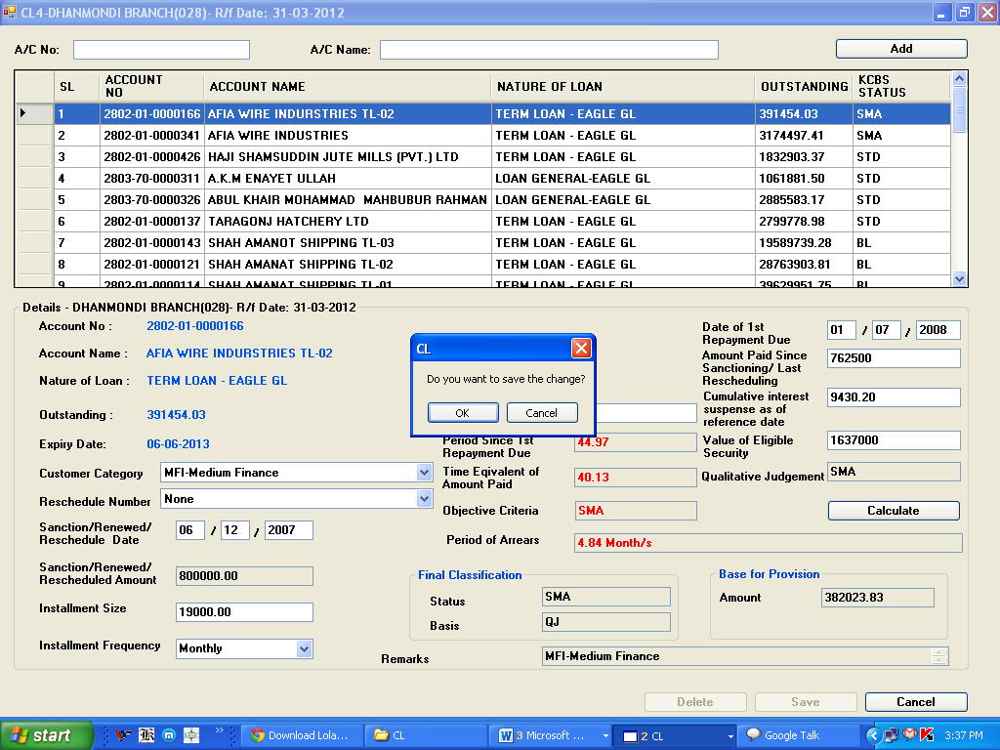 CL4-DHANMONDI BRANCH(028)- R/f Date: 31-03-2012
A/C No: A/C Name: Add
SL ACCOUNT NO ACCOUNT NAME NATURE OF LOAN OUTSTANDING KCBS STATUS
1 2802-01-0000166 AFIA WIRE INDURSTRIES TL-02 TERM LOAN - EAGLE GL 391454.03 SMA
2 2802-01-0000341 AFIA WIRE INDUSTRIES TERM LOAN - EAGLE GL 3174497.41 SMA
3 2802-01-0000426 HAJI SHAMSUDDIN JUTE MILLS (PVT.) LTD TERM LOAN - EAGLE GL 1832903.37 STD
4 2803-70-0000311 A.K.M ENAYET ULLAH LOAN GENERAL-EAGLE GL 1061881.50 STD
5 2803-70-0000326 ABUL KHAIR MOHAMMAD MAHBUBUR RAHMAN LOAN GENERAL-EAGLE GL 2885583.17 STD
6 2802-01-0000137 TARAGONJ HATCHERY LTD TERM LOAN - EAGLE GL 2799778.98 STD
7 2802-01-0000143 SHAH AMANOT SHIPPING TL-03 TERM LOAN - EAGLE GL 19589739.28 BL
8 2802-01-0000121 SHAH AMANAT SHIPPING TL-02 TERM LOAN - EAGLE GL 28763903.81 BL
9 2802-01-0000114 SHAH AMANAT SHIPPING TL-01 TERM LOAN - EAGLE GL 39629951.75 BL
Details - DHANMONDI BRANCH(028)- R/f Date: 31-03-2012
Account No : 2802-01-0000166
Account Name : AFIA WIRE INDURSTRIES TL-02
Nature of Loan : TERM LOAN - EAGLE GL
Outstanding : 391454.03
Expiry Date: 06-06-2013
Customer Category MFI-Medium Finance
Reschedule Number None
Sanction/Renewed/
Reschedule Date 06 / 12 / 2007
Sanction/Renewed/
Rescheduled Amount 800000.00
Installment Size 19000.00
Installment Frequency Monthly
CL
Do you want to save the change?
OK Cancel
Period Since 1st
Repayment Due 44.97
Time Eqivalent of
Amount Paid 40.13
Objective Criteria SMA
Period of Arrears 4.84 Month/s
Date of 1st
Repayment Due 01 / 07 / 2008
Amount Paid Since
Sanctioning/ Last
Rescheduling 762500
Cumulative interest
suspense as of
reference date 9430.20
Value of Eligible
Security 1637000
Qualitative Judgement SMA
Calculate
Final Classification
Status SMA
Basis QJ
Base for Provision
Amount 382023.83
Remarks MFI-Medium Finance
Delete Save Cancel
start Download Lola... CL 3 Microsoft ... 2 CL Google Talk 3:37 PM